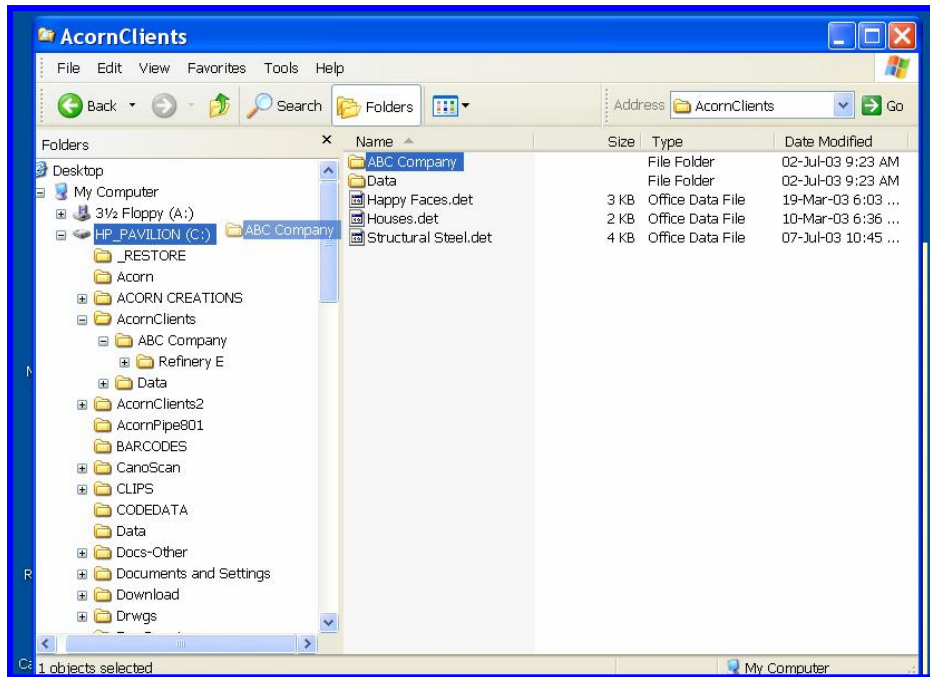 AcornClients
File Edit View Favorites Tools Help
Back Search Folders Address AcornClients Go
Folders x Name Size Type Date Modified
Desktop
My Computer
3½ Floppy (A:)
HP_PAVILION (C:) ABC Company
_RESTORE
Acorn
ACORN CREATIONS
AcornClients
ABC Company
Refinery E
Data
AcornClients2
AcornPipe801
BARCODES
CanoScan
CLIPS
CODEDATA
Data
Docs-Other
Documents and Settings
Download
Drwgs
ABC Company File Folder 02-Jul-03 9:23 AM
Data File Folder 02-Jul-03 9:23 AM
Happy Faces.det 3 KB Office Data File 19-Mar-03 6:03 ...
Houses.det 2 KB Office Data File 10-Mar-03 6:36 ...
Structural Steel.det 4 KB Office Data File 07-Jul-03 10:45 ...
1 objects selected My Computer